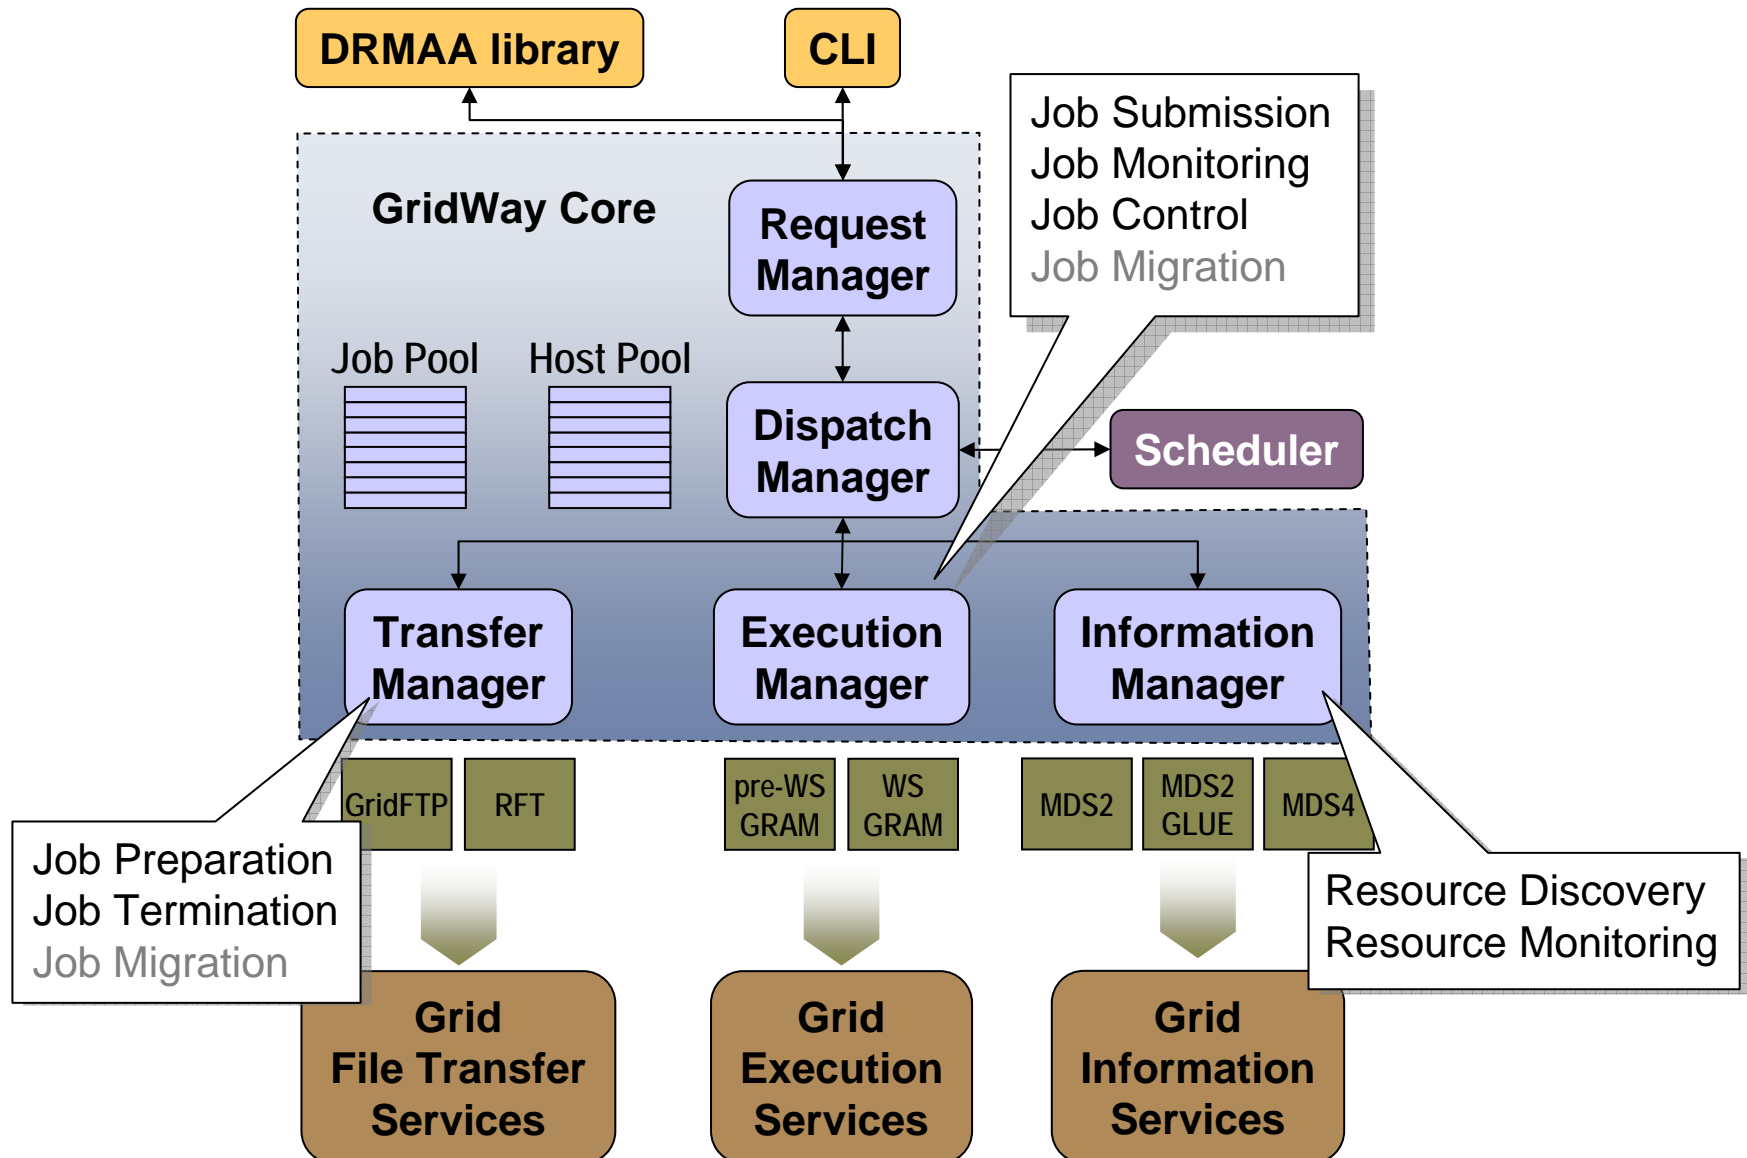 DRMAA library
CLI
Job Submission
Job Monitoring
Job Control
Job Migration
GridWay Core
Request
Manager
Job Pool
Host Pool
Dispatch
Manager
Scheduler
Transfer
Manager
Execution
Manager
Information
Manager
GridFTP
RFT
pre-WS
GRAM
WS
GRAM
MDS2
MDS2
GLUE
MDS4
Job Preparation
Job Termination
Job Migration
Resource Discovery
Resource Monitoring
Grid
File Transfer
Services
Grid
Execution
Services
Grid
Information
Services